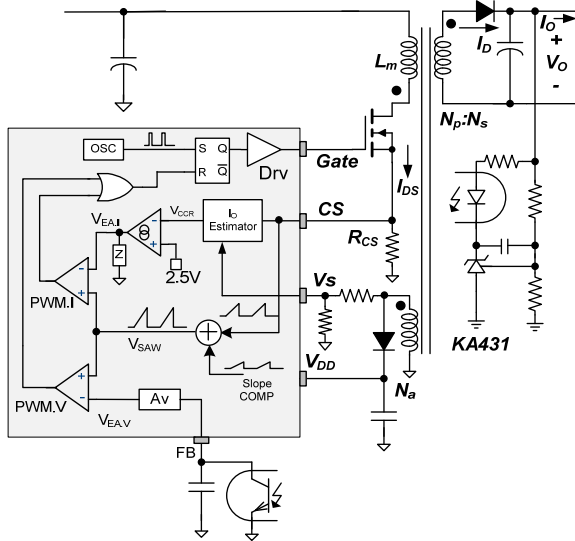 I_O
I_D
+
V_O
-
L_m
N_p:N_s
OSC
S Q
R Q̅
Drv
Gate
I_DS
V_CCR
I_O
Estimator
CS
R_CS
V_EA.I
Z
-
+
2.5V
Vs
PWM.I
-
+
V_SAW
+
Slope
COMP
V_DD
N_a
KA431
PWM.V
+
-
V_EA.V
Av
FB